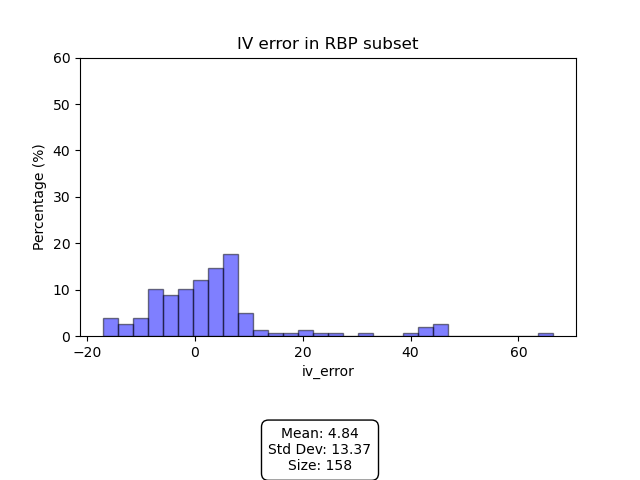 IV error in RBP subset
60
50
40
30
20
10
0
Percentage (%)
−20
0
20
40
60
iv_error
Mean: 4.84
Std Dev: 13.37
Size: 158